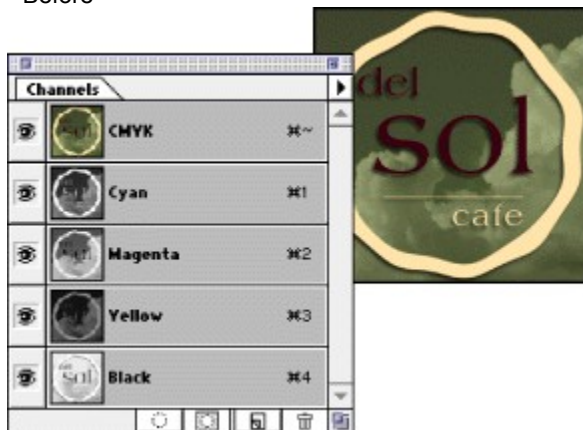 Before
Channels
CMYK ⌘~
Cyan ⌘1
Magenta ⌘2
Yellow ⌘3
Black ⌘4
del
sol
cafe